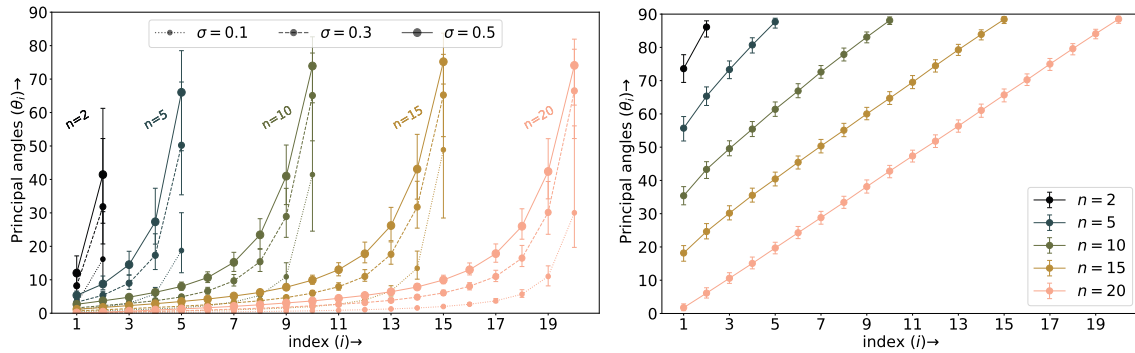 90
80
70
60
50
40
30
20
10
0
Principal angles (θi)→
σ = 0.1
σ = 0.3
σ = 0.5
n=2
n=5
n=10
n=15
n=20
1 3 5 7 9 11 13 15 17 19
index (i)→
90
80
70
60
50
40
30
20
10
0
Principal angles (θi)→
n = 2
n = 5
n = 10
n = 15
n = 20
1 3 5 7 9 11 13 15 17 19
index (i)→